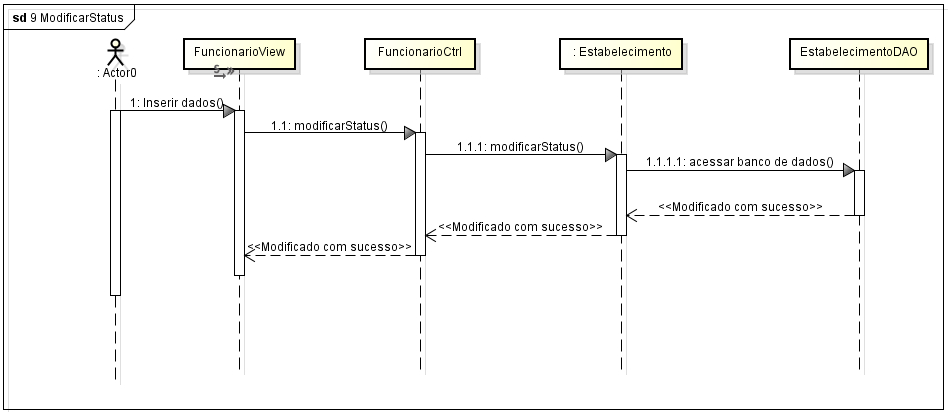 sd 9 ModificarStatus
FuncionarioView
FuncionarioCtrl
: Estabelecimento
EstabelecimentoDAO
: Actor0
1: Inserir dados()
1.1: modificarStatus()
1.1.1: modificarStatus()
1.1.1.1: acessar banco de dados()
<<Modificado com sucesso>>
<<Modificado com sucesso>>
<<Modificado com sucesso>>